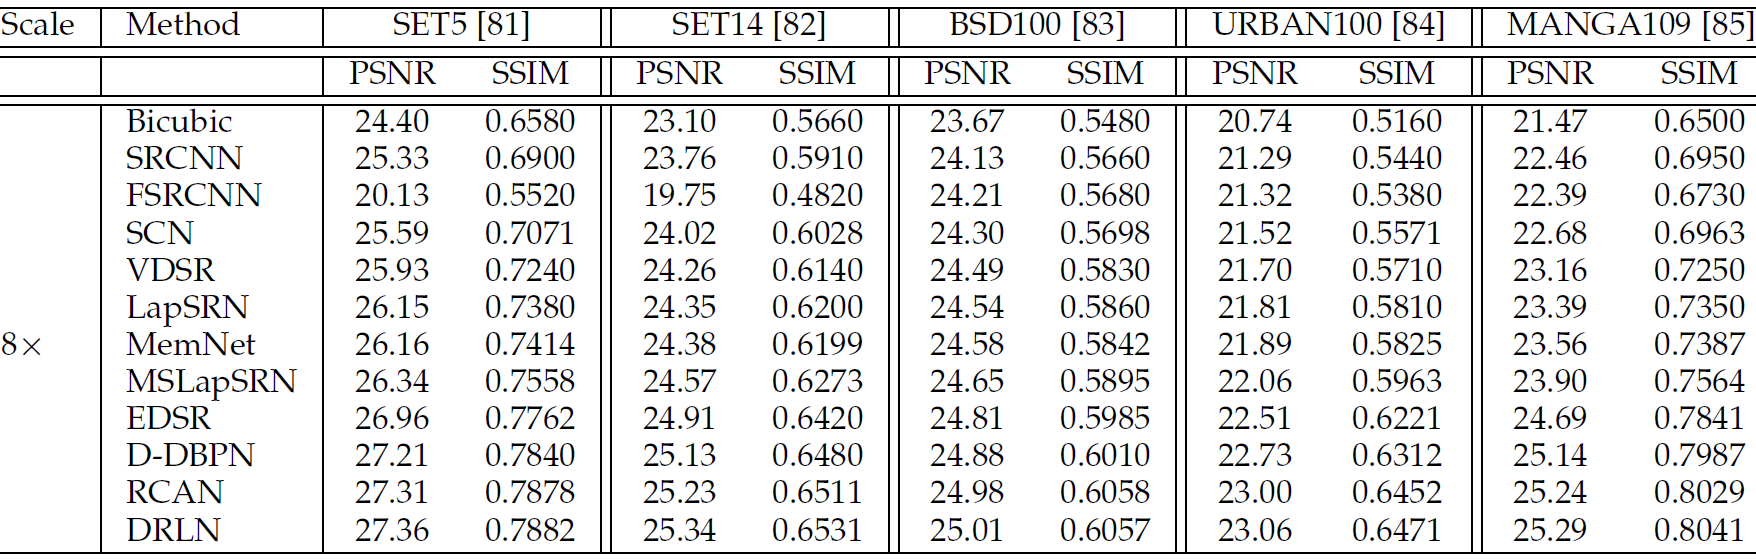 Scale Method SET5 [81] SET14 [82] BSD100 [83] URBAN100 [84] MANGA109 [85]
PSNR SSIM PSNR SSIM PSNR SSIM PSNR SSIM PSNR SSIM
Bicubic 24.40 0.6580 23.10 0.5660 23.67 0.5480 20.74 0.5160 21.47 0.6500
SRCNN 25.33 0.6900 23.76 0.5910 24.13 0.5660 21.29 0.5440 22.46 0.6950
FSRCNN 20.13 0.5520 19.75 0.4820 24.21 0.5680 21.32 0.5380 22.39 0.6730
SCN 25.59 0.7071 24.02 0.6028 24.30 0.5698 21.52 0.5571 22.68 0.6963
VDSR 25.93 0.7240 24.26 0.6140 24.49 0.5830 21.70 0.5710 23.16 0.7250
LapSRN 26.15 0.7380 24.35 0.6200 24.54 0.5860 21.81 0.5810 23.39 0.7350
8× MemNet 26.16 0.7414 24.38 0.6199 24.58 0.5842 21.89 0.5825 23.56 0.7387
MSLapSRN 26.34 0.7558 24.57 0.6273 24.65 0.5895 22.06 0.5963 23.90 0.7564
EDSR 26.96 0.7762 24.91 0.6420 24.81 0.5985 22.51 0.6221 24.69 0.7841
D-DBPN 27.21 0.7840 25.13 0.6480 24.88 0.6010 22.73 0.6312 25.14 0.7987
RCAN 27.31 0.7878 25.23 0.6511 24.98 0.6058 23.00 0.6452 25.24 0.8029
DRLN 27.36 0.7882 25.34 0.6531 25.01 0.6057 23.06 0.6471 25.29 0.8041